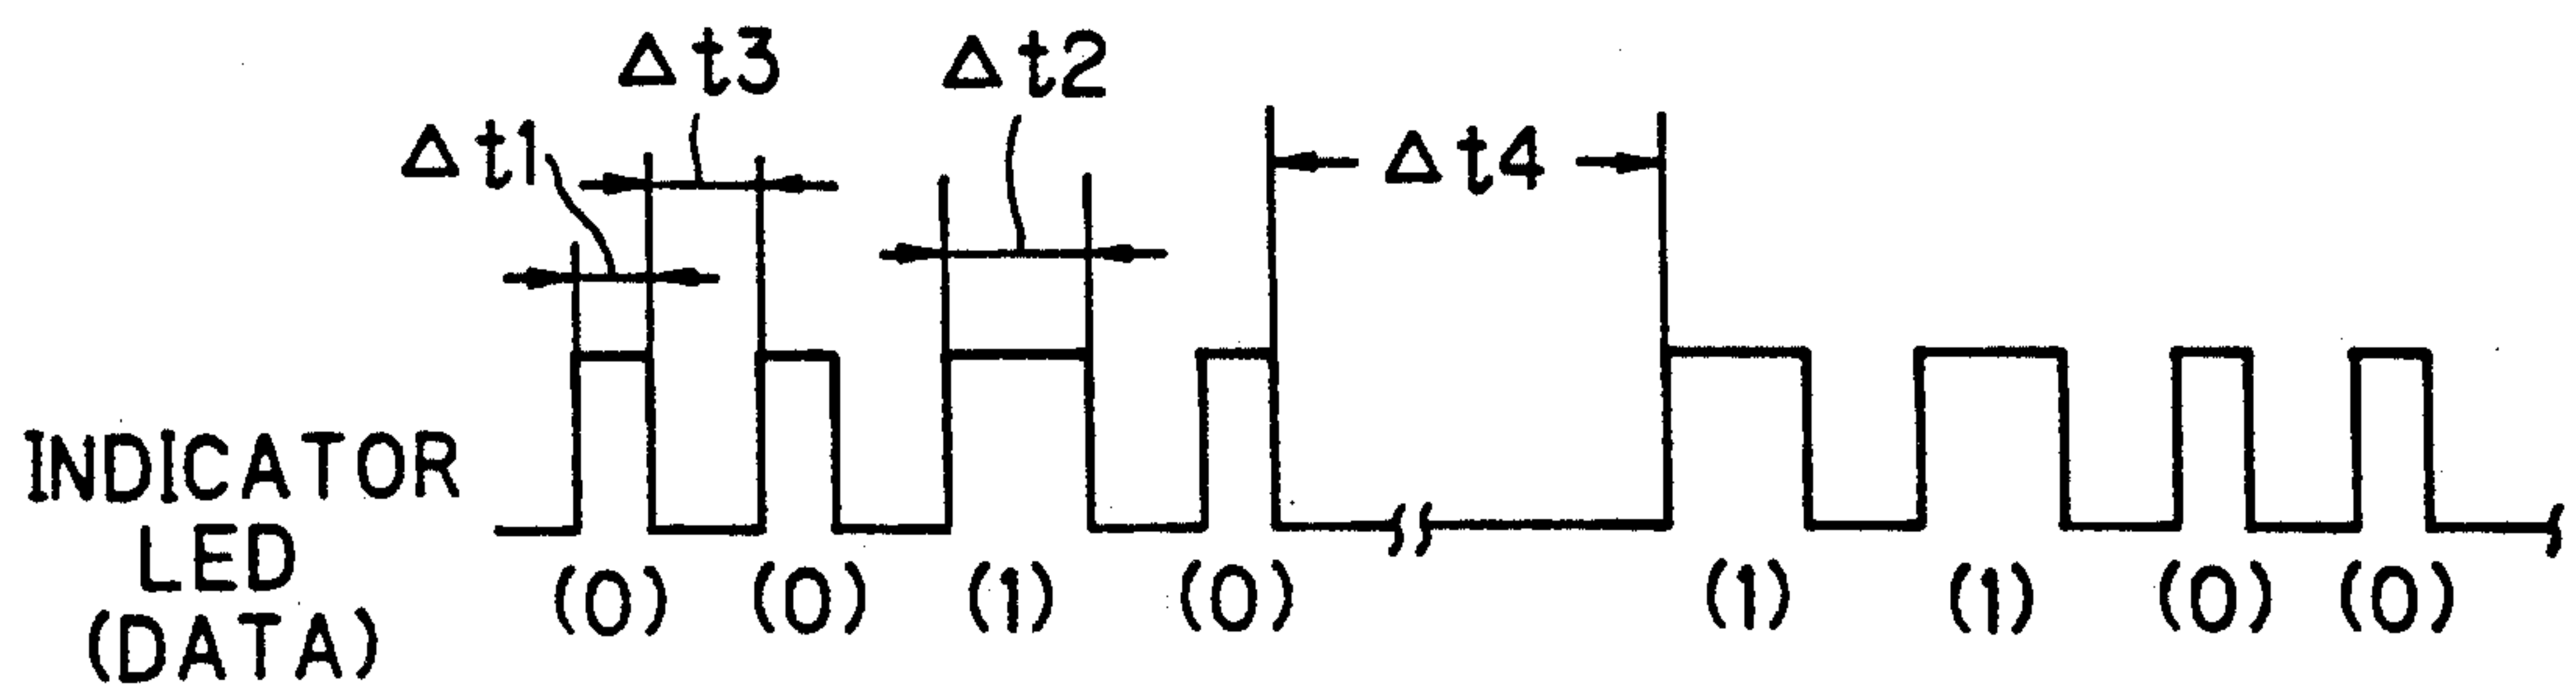 Δt3 Δt2
Δt1 Δt4
INDICATOR
LED
(DATA)
(0) (0) (1) (0) (1) (1) (0) (0)